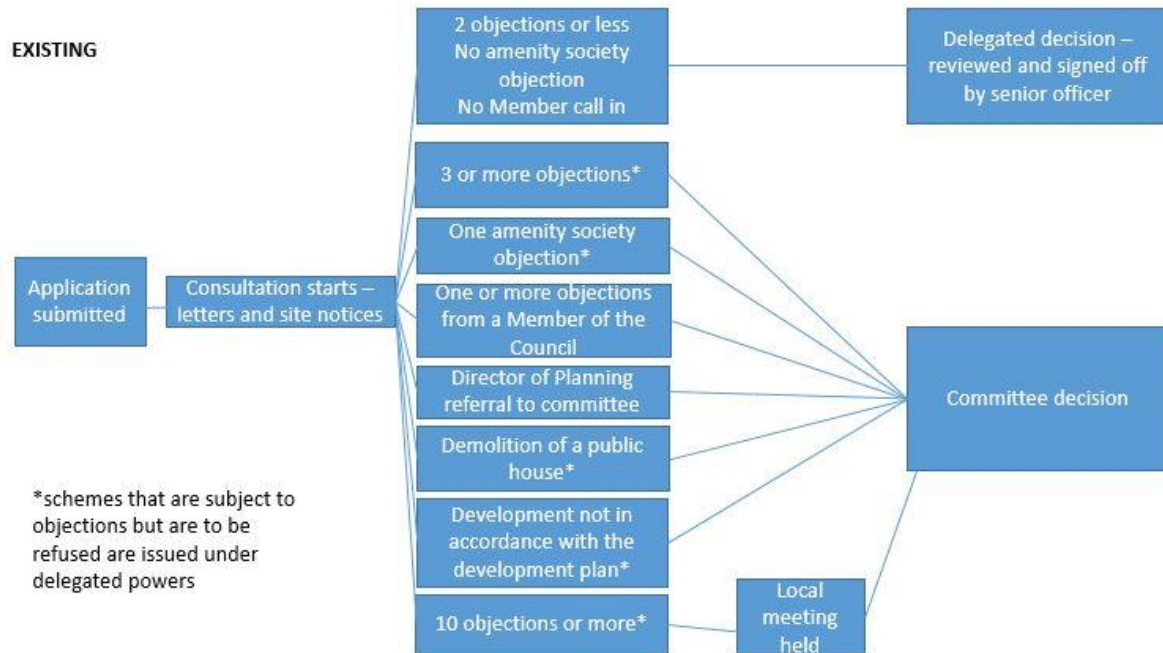 EXISTING
2 objections or less
No amenity society
objection
No Member call in
Delegated decision –
reviewed and signed off
by senior officer
3 or more objections*
One amenity society
objection*
Application
submitted
Consultation starts –
letters and site notices
One or more objections
from a Member of the
Council
Director of Planning
referral to committee
Committee decision
Demolition of a public
house*
*schemes that are subject to
objections but are to be
refused are issued under
delegated powers
Development not in
accordance with the
development plan*
10 objections or more*
Local
meeting
held